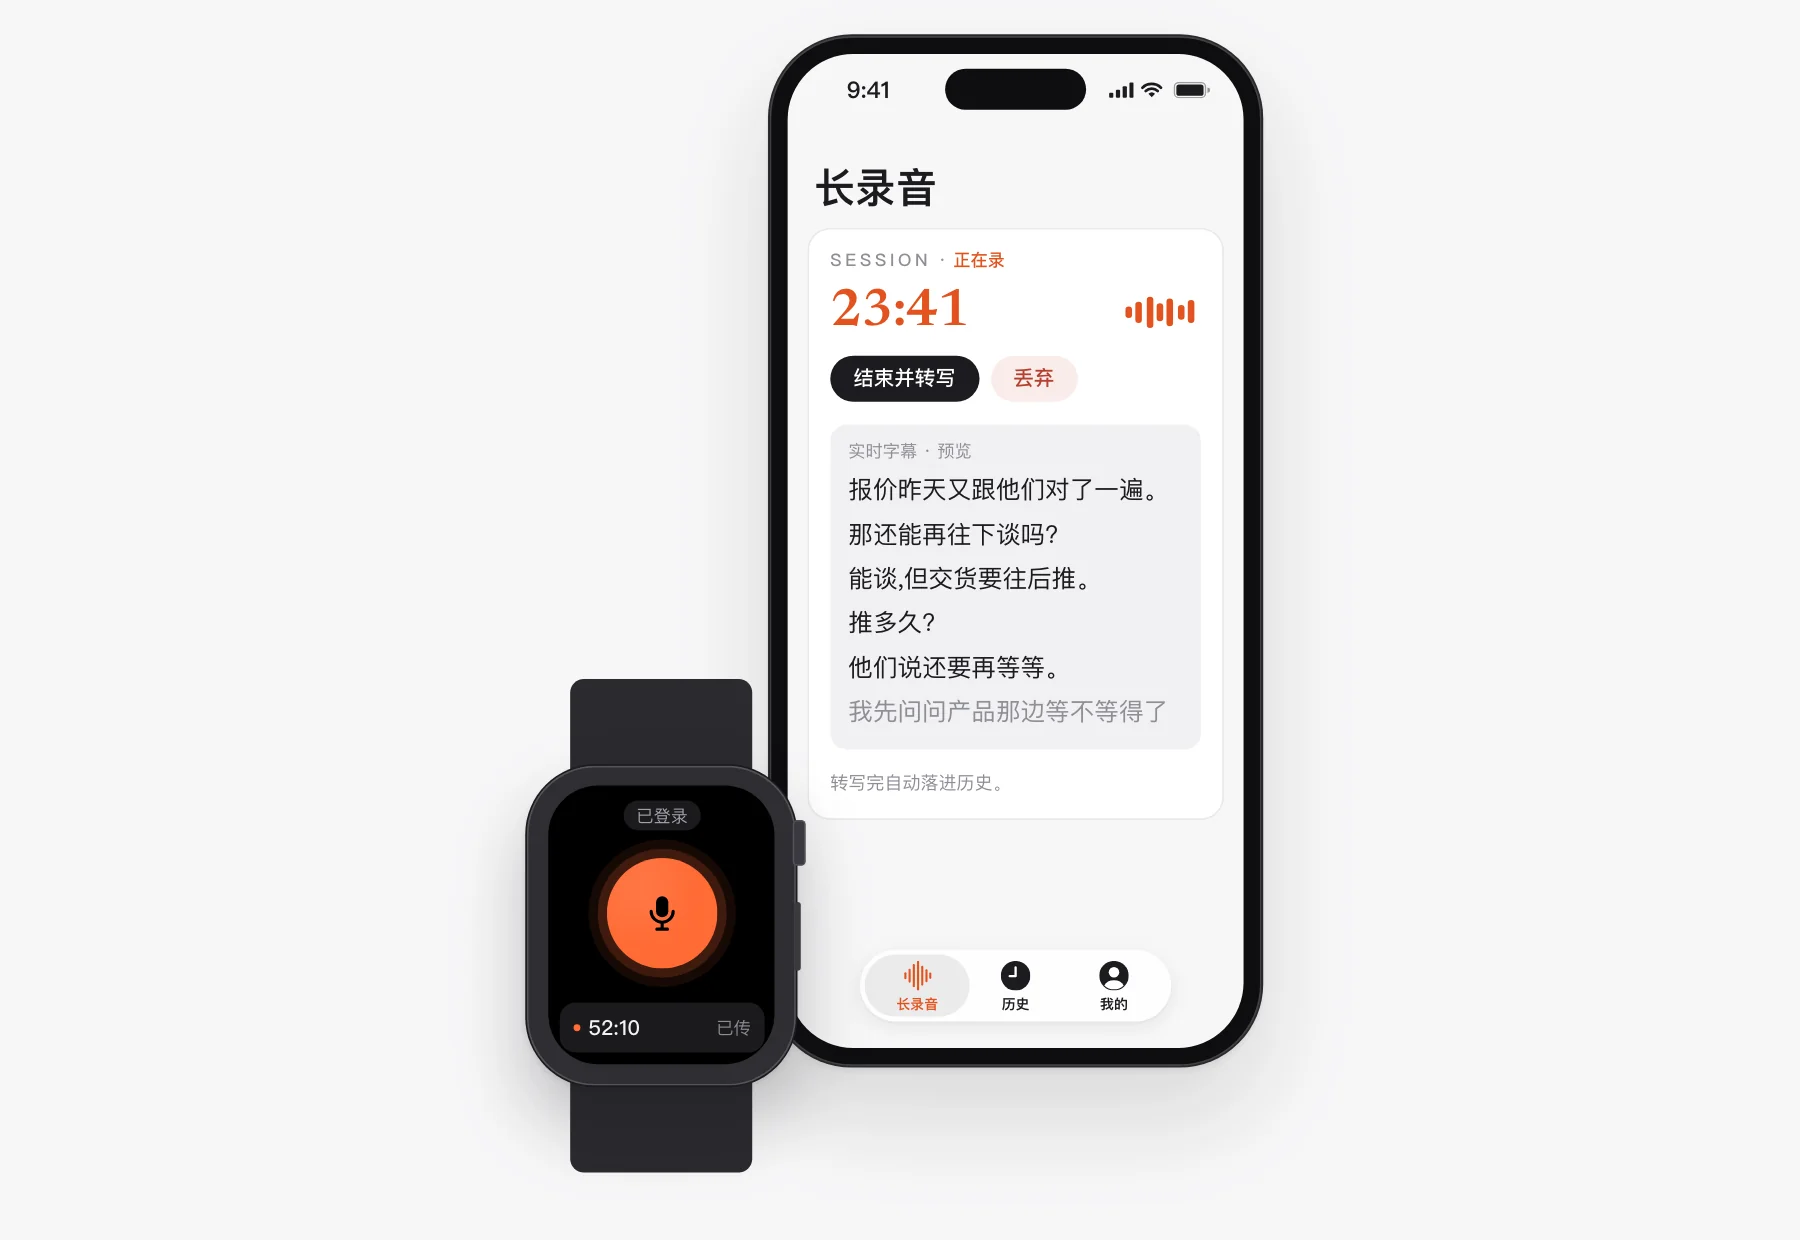 9:41
长录音
SESSION · 正在录
23:41
结束并转写 丢弃
实时字幕 · 预览
报价昨天又跟他们对了一遍。
那还能再往下谈吗?
能谈,但交货要往后推。
推多久?
他们说还要再等等。
我先问问产品那边等不等得了
转写完自动落进历史。
长录音 历史 我的
已登录
52:10 已传